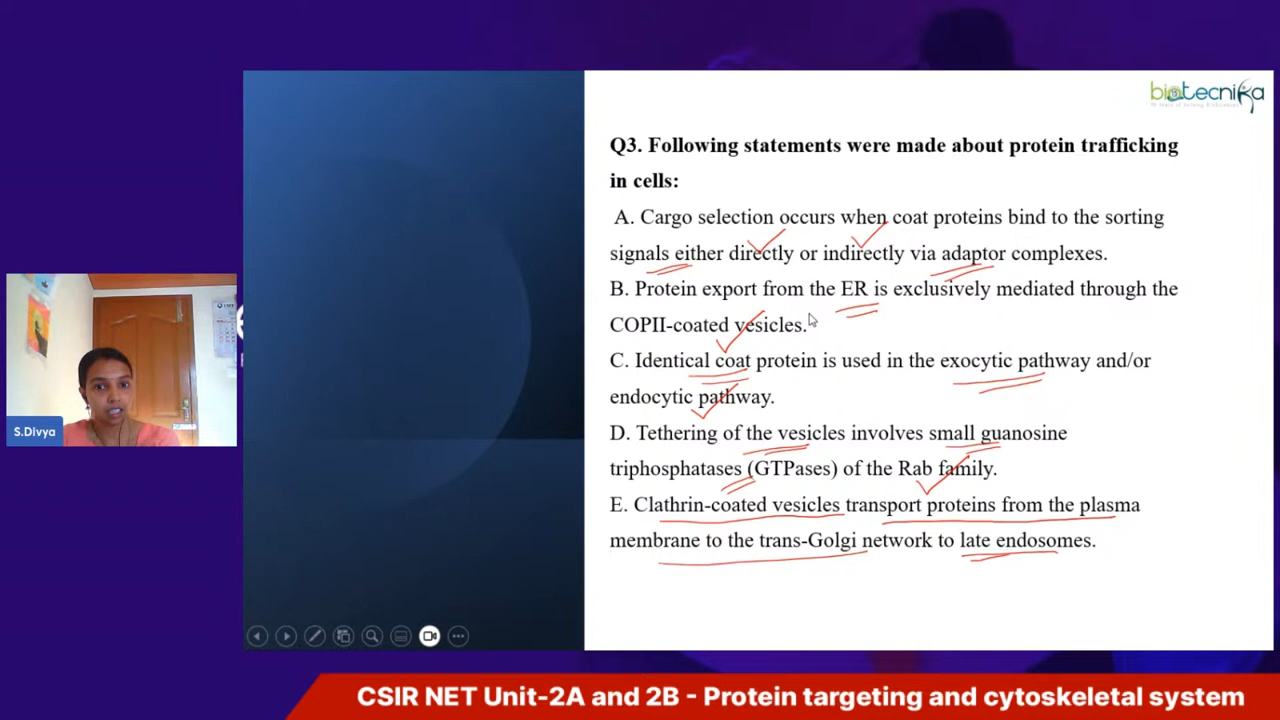 biotecnika
Q3. Following statements were made about protein trafficking
in cells:
A. Cargo selection occurs when coat proteins bind to the sorting
signals either directly or indirectly via adaptor complexes.
B. Protein export from the ER is exclusively mediated through the
COPII-coated vesicles.
C. Identical coat protein is used in the exocytic pathway and/or
endocytic pathway.
D. Tethering of the vesicles involves small guanosine
triphosphatases (GTPases) of the Rab family.
E. Clathrin-coated vesicles transport proteins from the plasma
membrane to the trans-Golgi network to late endosomes.
S.Divya
CSIR NET Unit-2A and 2B - Protein targeting and cytoskeletal system